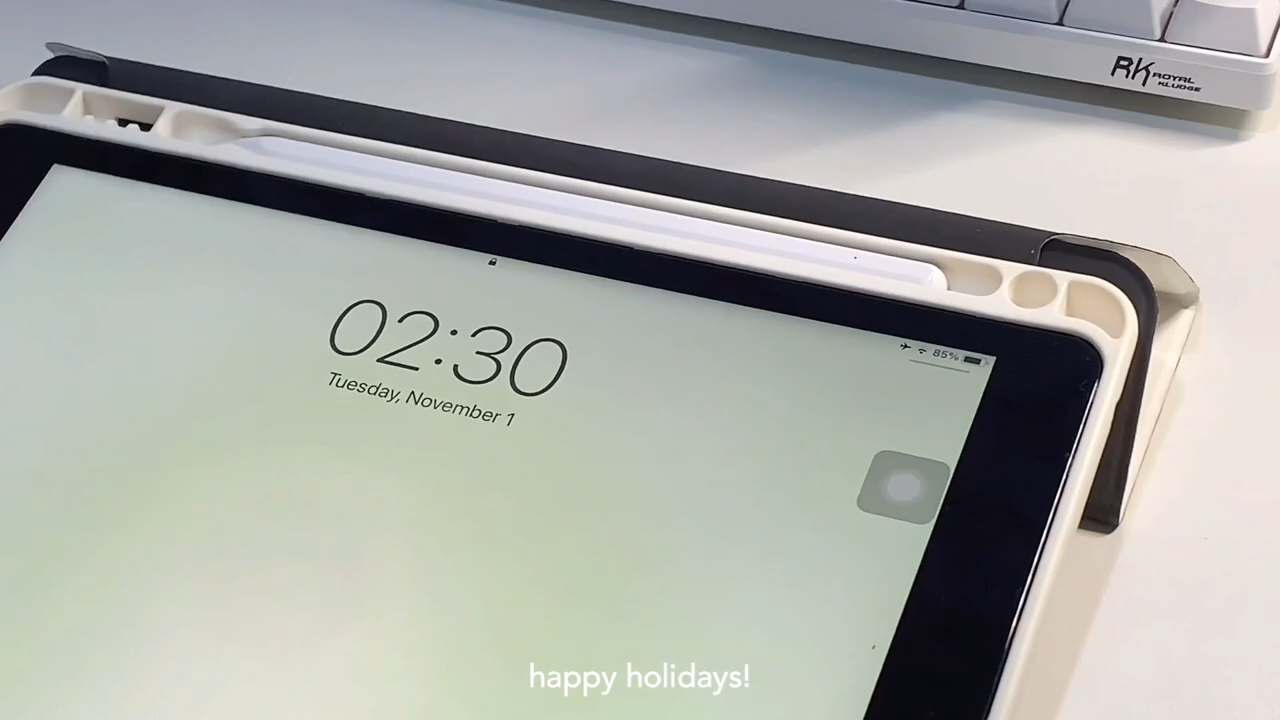 RK ROYAL
KLUDGE
85%
02:30
Tuesday, November 1
happy holidays!